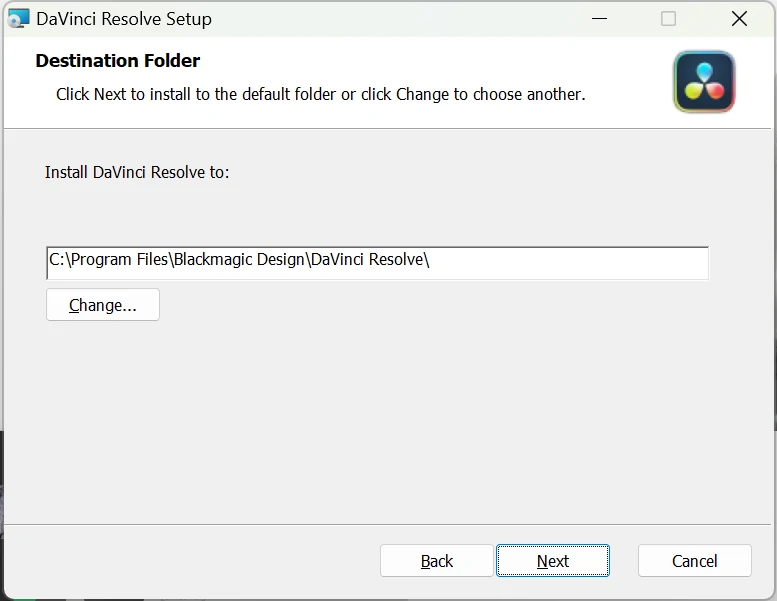 DaVinci Resolve Setup
Destination Folder
Click Next to install to the default folder or click Change to choose another.
Install DaVinci Resolve to:
C:\Program Files\Blackmagic Design\DaVinci Resolve\
Change...
Back Next Cancel